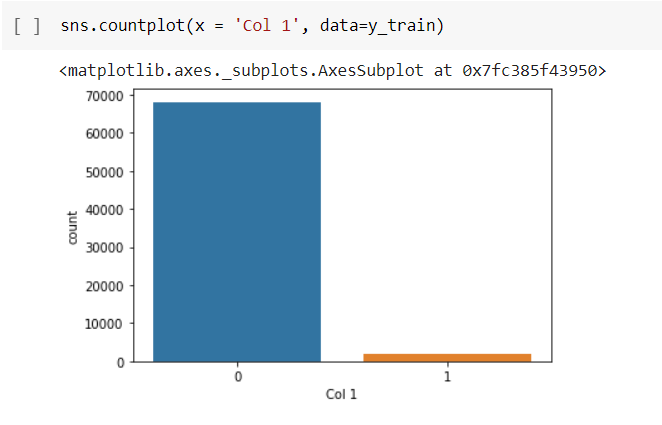 [ ] sns.countplot(x = 'Col 1', data=y_train)
<matplotlib.axes._subplots.AxesSubplot at 0x7fc385f43950>
70000
60000
50000
40000
30000
20000
10000
0
count
0 1
Col 1